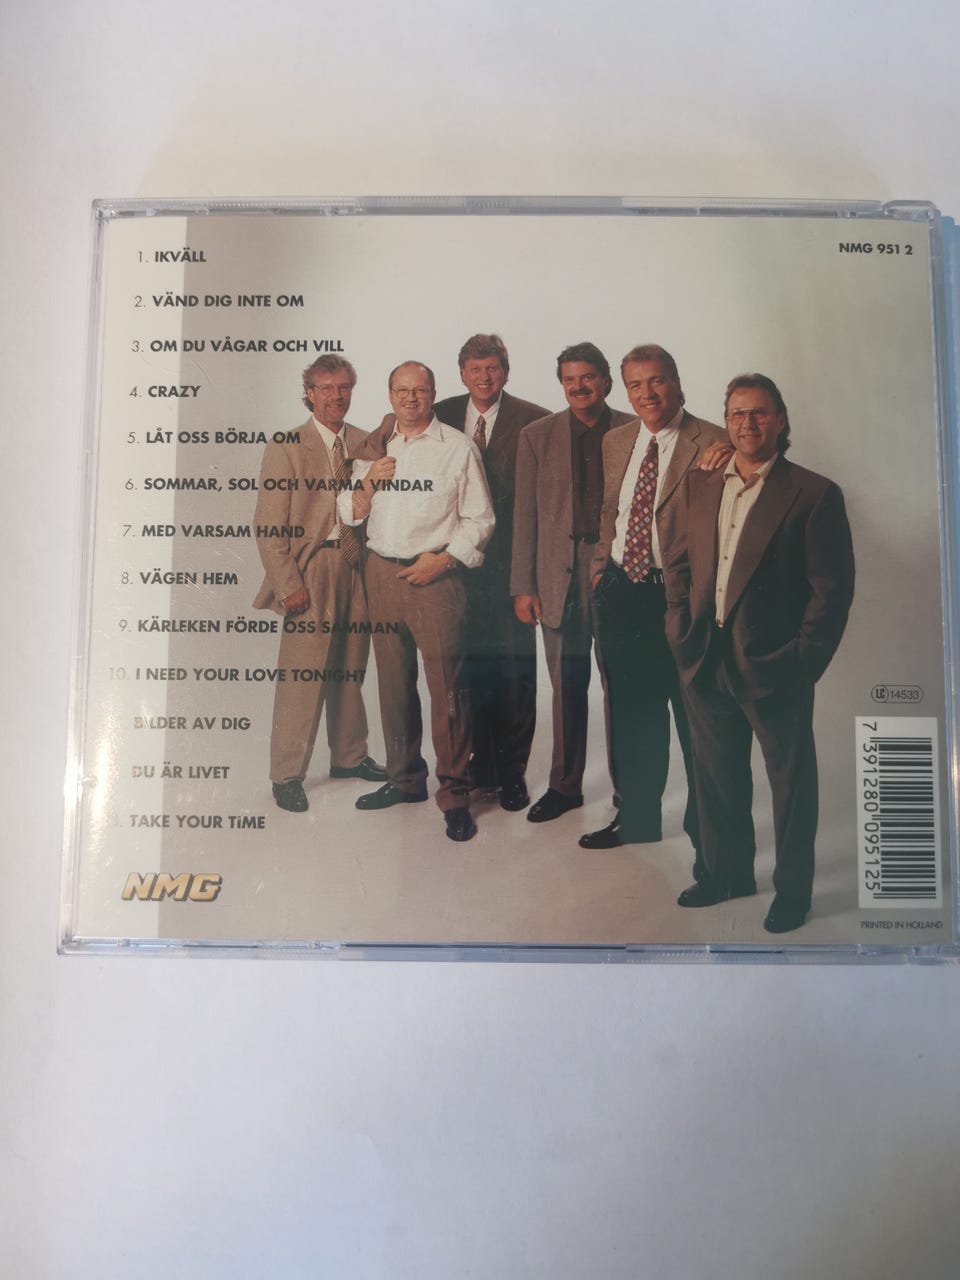 1. IKVÄLL
NMG 951 2
2. VÄND DIG INTE OM
3. OM DU VÅGAR OCH VILL
4. CRAZY
5. LÅT OSS BÖRJA OM
6. SOMMAR, SOL OCH VARMA VINDAR
7. MED VARSAM HAND
8. VÄGEN HEM
9. KÄRLEKEN FÖRDE OSS SAMMAN
10. I NEED YOUR LOVE TONIGHT
BILDER AV DIG
DU ÄR LIVET
TAKE YOUR TiME
LC 14533
7 391280 095125
NMG
PRINTED IN HOLLAND